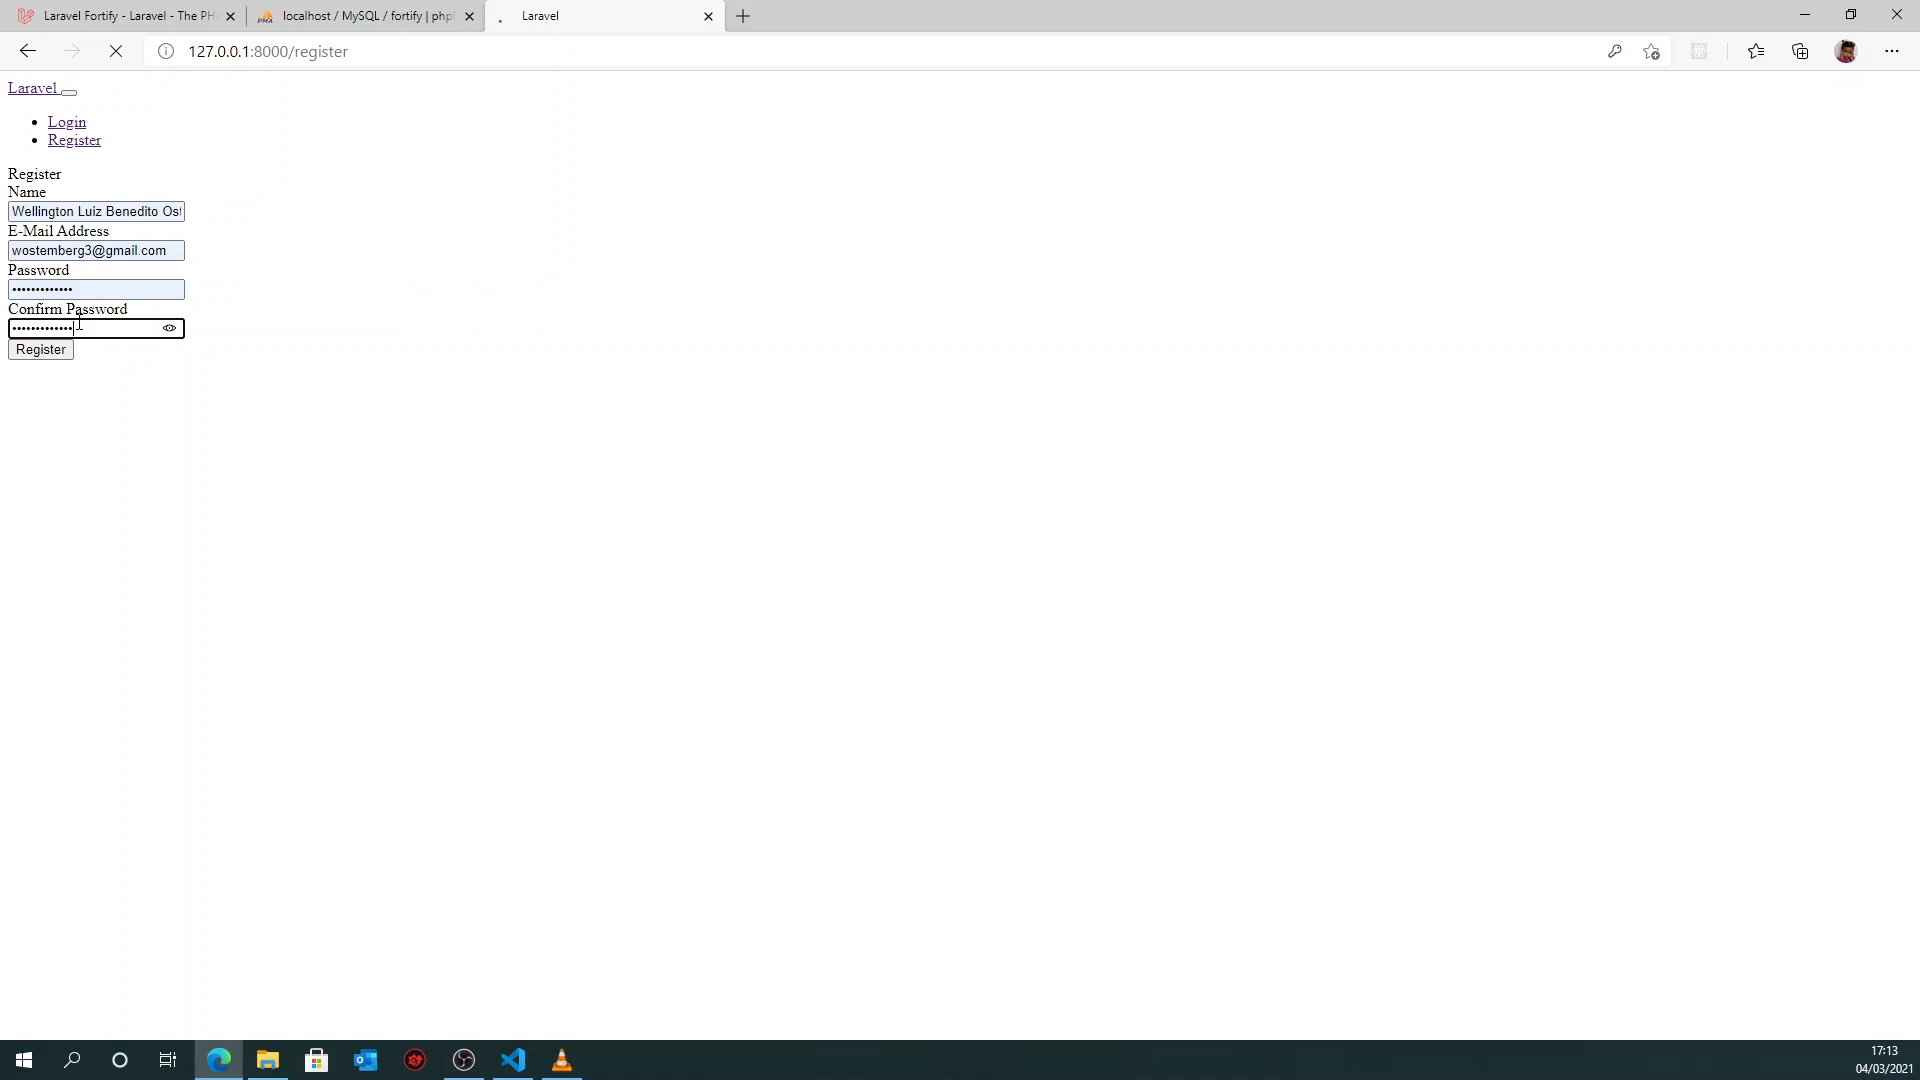 Laravel Fortify - Laravel - The PH
localhost / MySQL / fortify | php
Laravel
127.0.0.1:8000/register
Laravel
Login
Register
Register
Name
Wellington Luiz Benedito Ost
E-Mail Address
wostemberg3@gmail.com
Password
•••••••••••••
Confirm Password
•••••••••••••
Register
17:13
04/03/2021